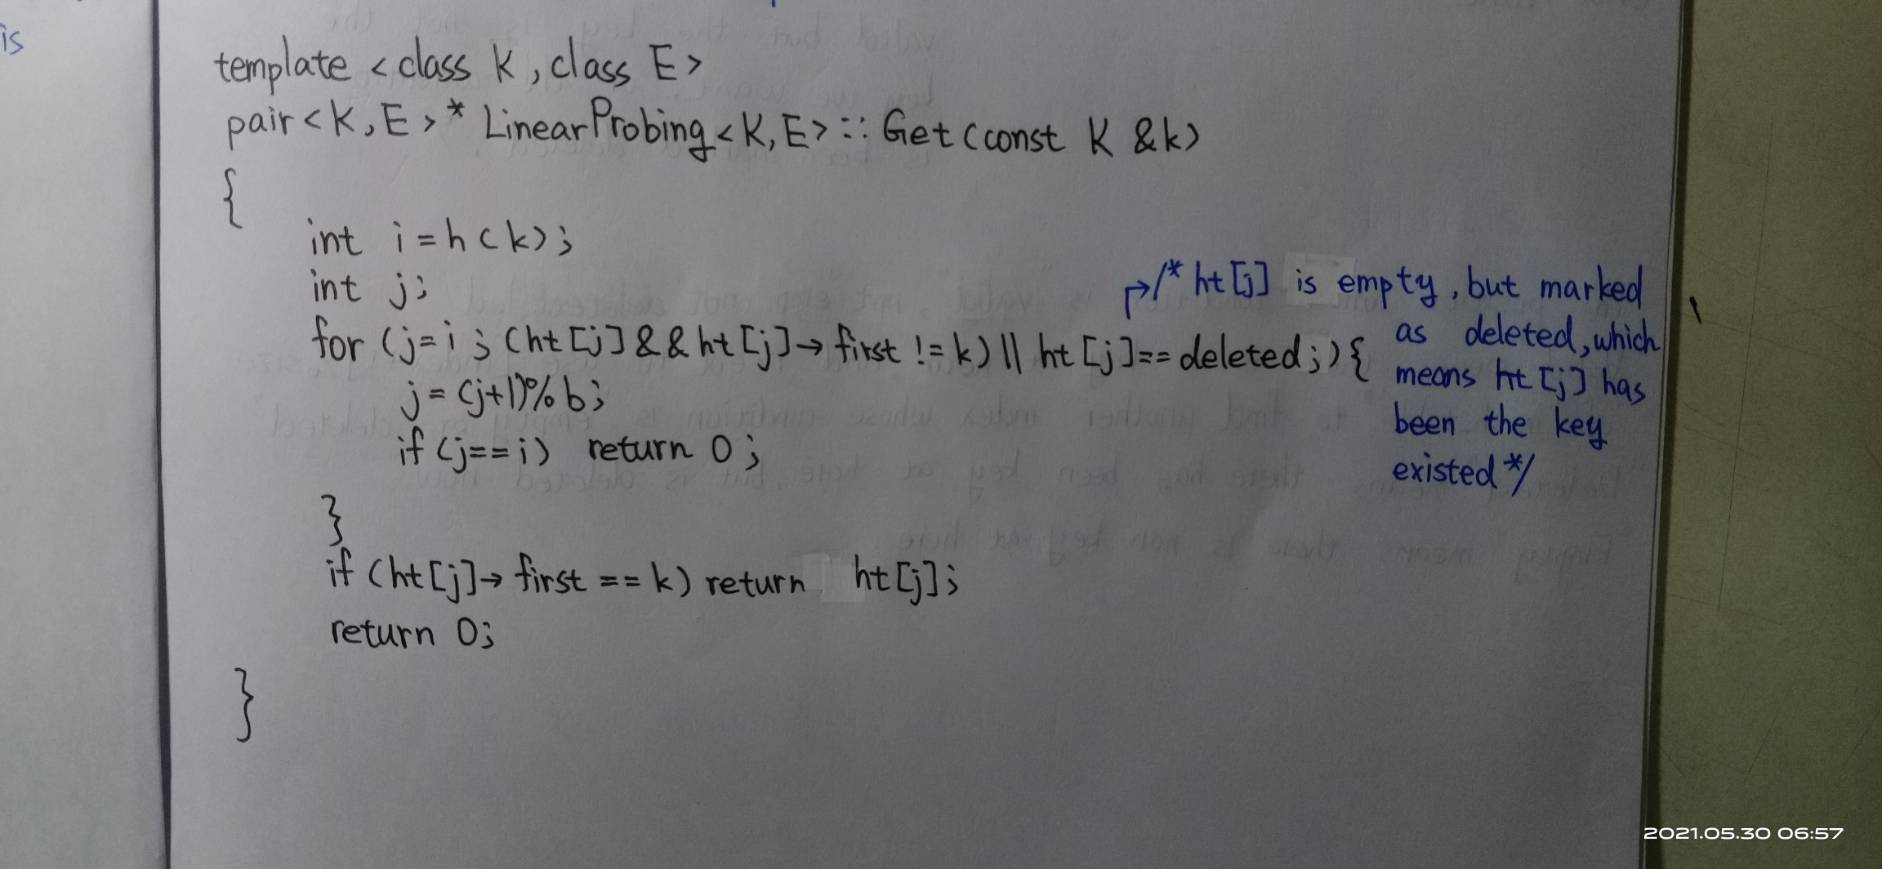 is
template <class K, class E>
pair<K,E>* LinearProbing<K,E>::Get(const K &k)
{
int i=h(k);
int j;
for (j=i; (ht[j]&&ht[j]→first != k) || ht[j]==deleted;){
/* ht[j] is empty, but marked
as deleted, which
means ht[j] has
been the key
existed */
j=(j+1)%b;
if (j==i) return 0;
}
if (ht[j]→first == k) return ht[j];
return 0;
}
2021.05.30 06:57